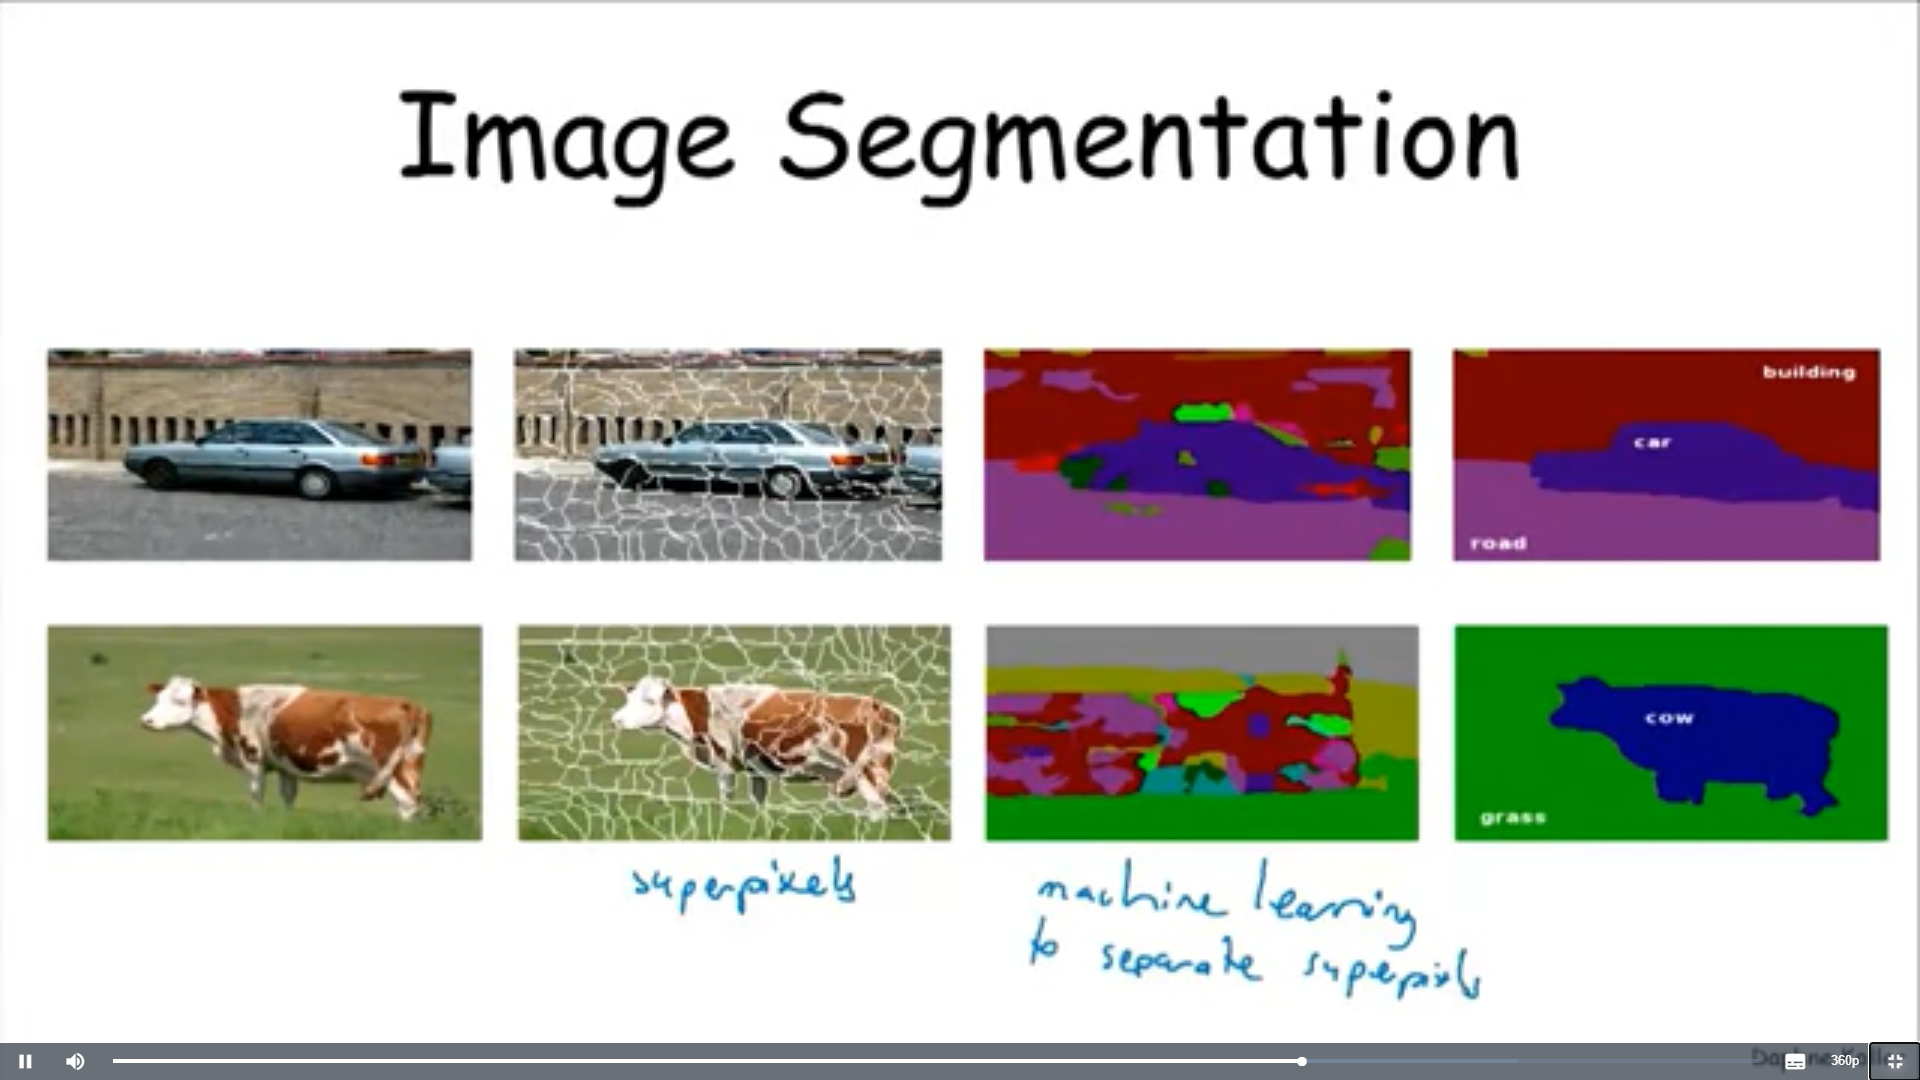 Image Segmentation
building
car
road
cow
grass
superpixels
machine learning
to separate superpixels
Daphne Koller
360p